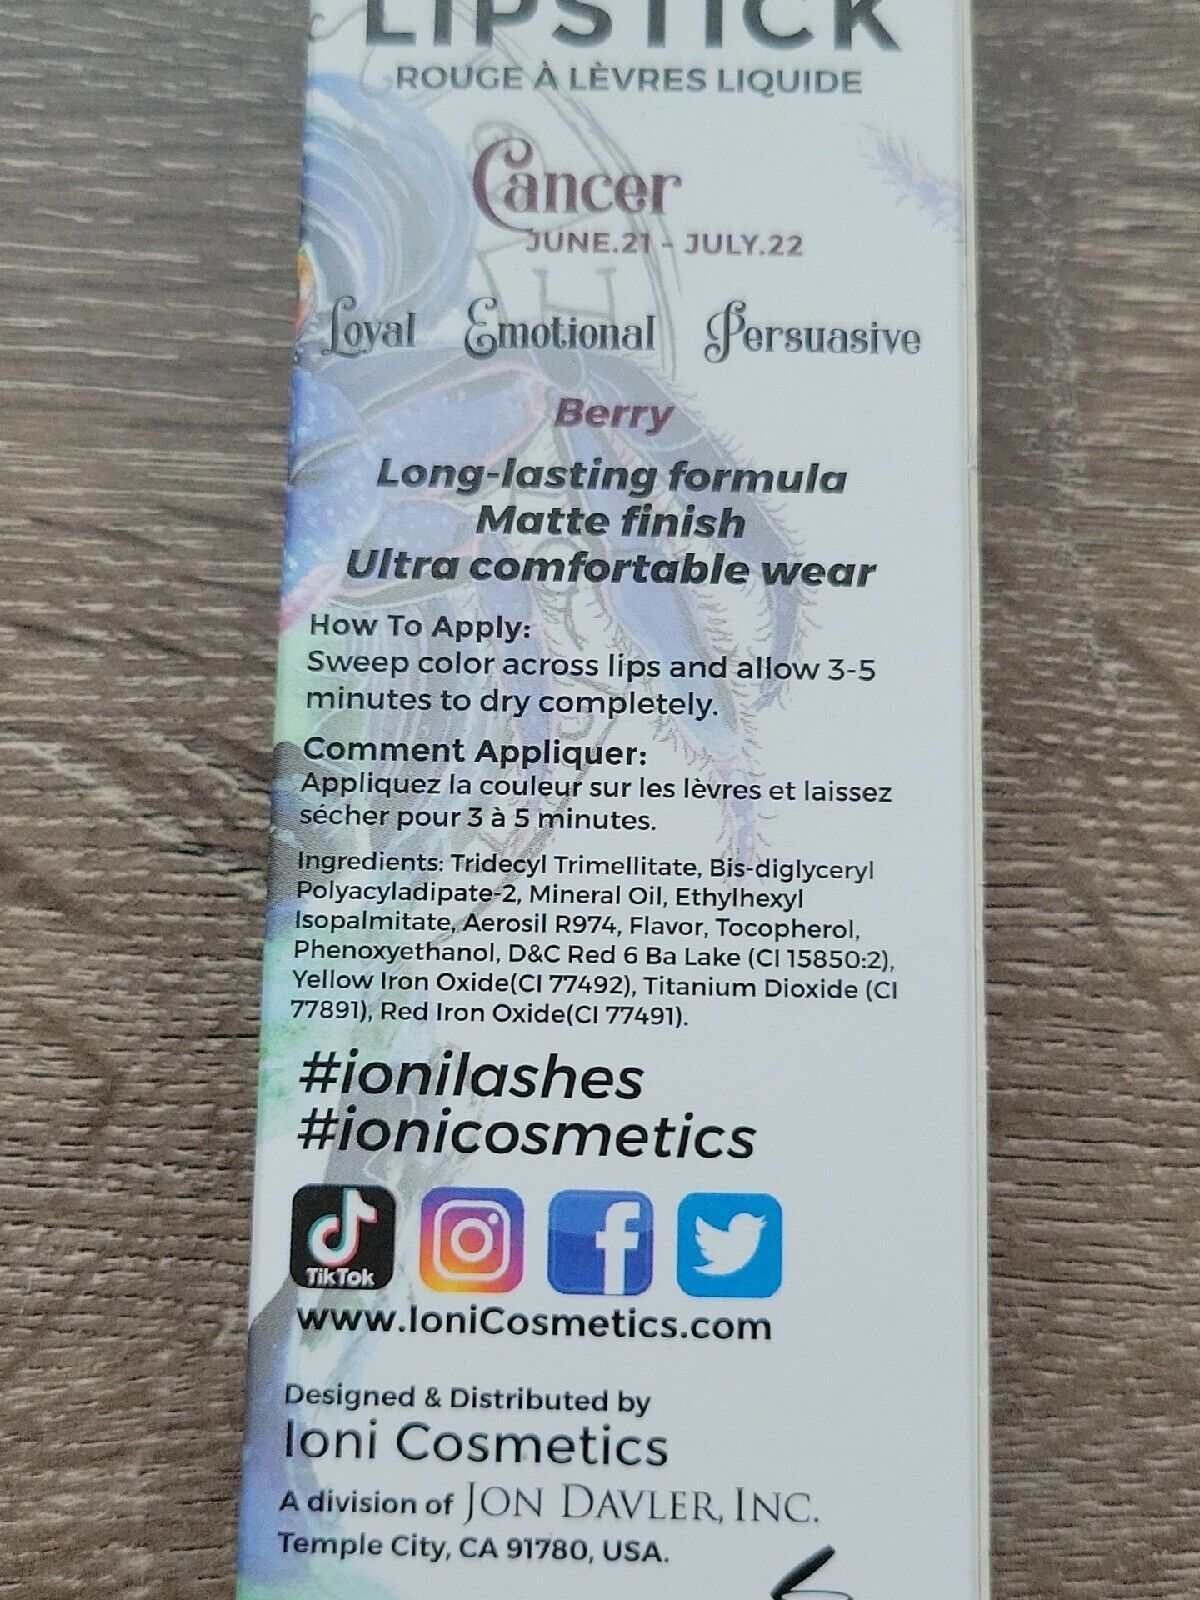 LIPSTICK
ROUGE À LÈVRES LIQUIDE
Cancer
JUNE.21 - JULY.22
Loyal Emotional Persuasive
Berry
Long-lasting formula
Matte finish
Ultra comfortable wear
How To Apply:
Sweep color across lips and allow 3-5
minutes to dry completely.
Comment Appliquer:
Appliquez la couleur sur les lèvres et laissez
sécher pour 3 à 5 minutes.
Ingredients: Tridecyl Trimellitate, Bis-diglyceryl
Polyacyladipate-2, Mineral Oil, Ethylhexyl
Isopalmitate, Aerosil R974, Flavor, Tocopherol,
Phenoxyethanol, D&C Red 6 Ba Lake (CI 15850:2),
Yellow Iron Oxide(CI 77492), Titanium Dioxide (CI
77891), Red Iron Oxide(CI 77491).
#ionilashes
#ionicosmetics
TikTok
www.IoniCosmetics.com
Designed & Distributed by
Ioni Cosmetics
A division of JON DAVLER, INC.
Temple City, CA 91780, USA.